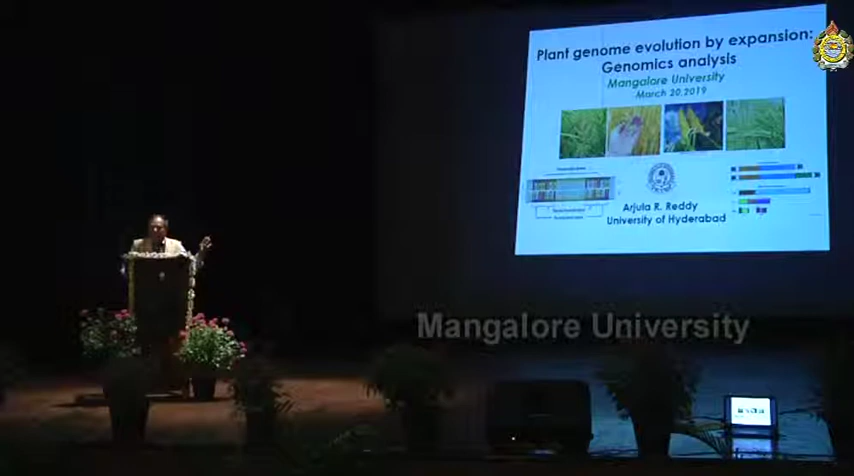 Plant genome evolution by expansion:
Genomics analysis
Mangalore University
March 20.2019
Arjula R. Reddy
University of Hyderabad
Mangalore University